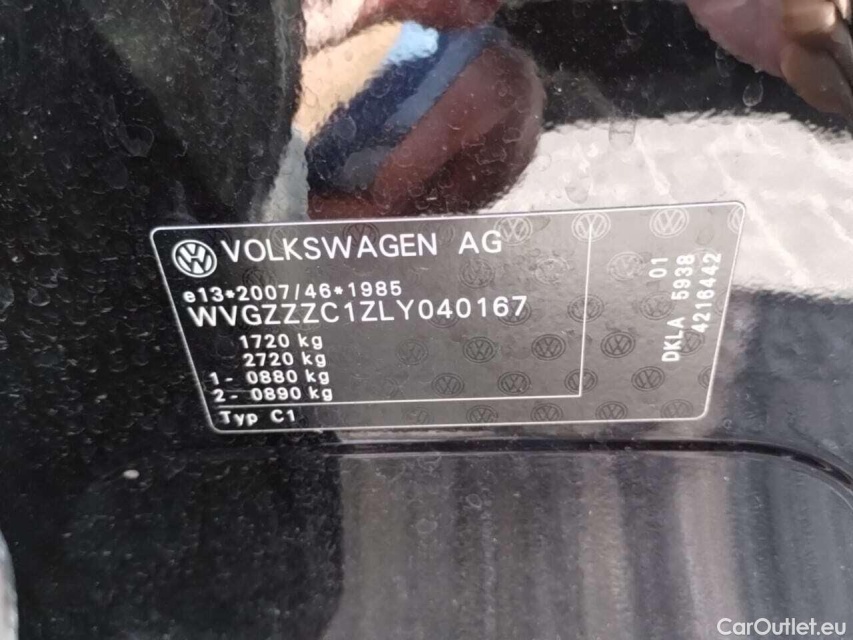 VOLKSWAGEN AG
e13*2007/46*1985
WVGZZZC1ZLY040167
1720 kg
2720 kg
1- 0880 kg
2- 0890 kg
Typ C1
01
DKLA 5938
4216442
CarOutlet.eu